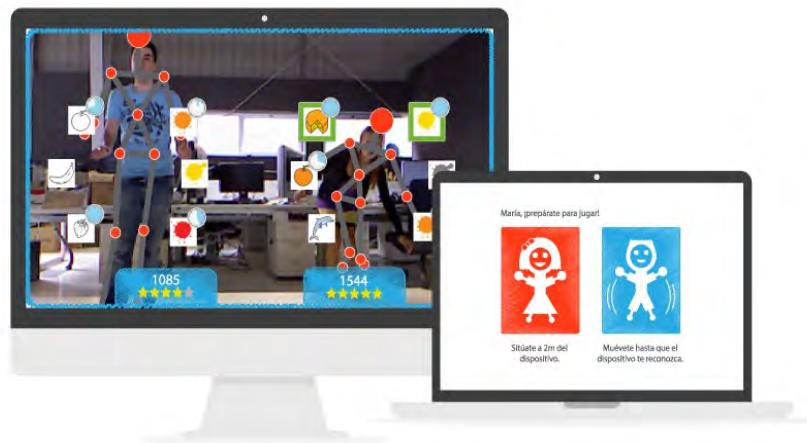 1085
1544
María, ¡prepárate para jugar!
Sitúate a 2m del
dispositivo.
Muévete hasta que el
dispositivo te reconozca.